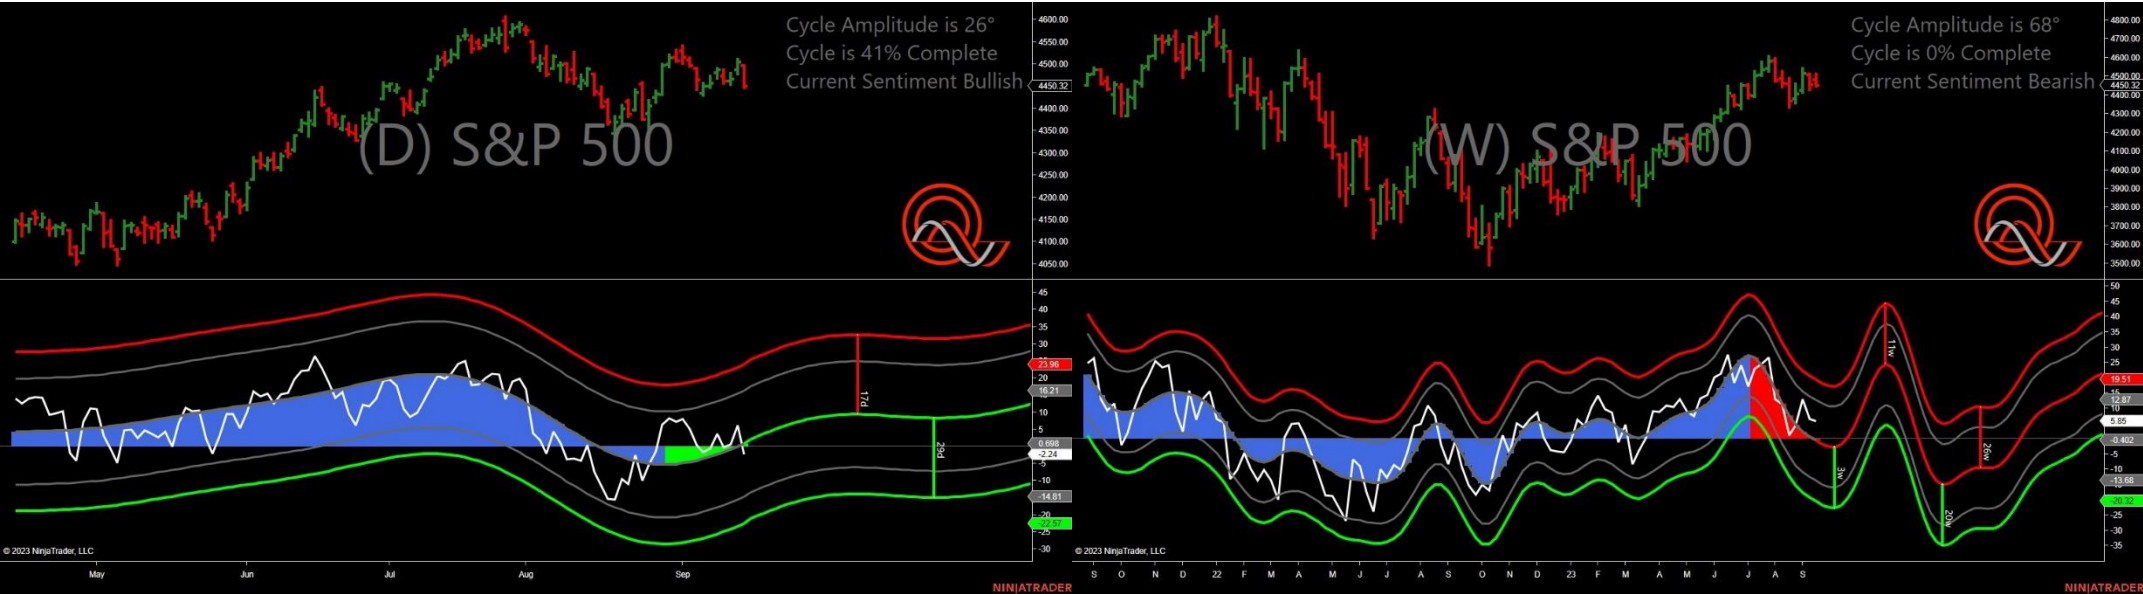 Cycle Amplitude is 26°
Cycle is 41% Complete
Current Sentiment Bullish
(D) S&P 500
4600.00
4550.00
4500.00
4450.32
4400.00
4350.00
4300.00
4250.00
4200.00
4150.00
4100.00
4050.00
45
40
35
30
23.96
20
16.21
10
5
0.698
-2.24
-5
-10
-14.81
-20
-22.57
-25
-30
17d
29d
© 2023 NinjaTrader, LLC
May
Jun
Jul
Aug
Sep
NINJATRADER
Cycle Amplitude is 68°
Cycle is 0% Complete
Current Sentiment Bearish
(W) S&P 500
4800.00
4700.00
4600.00
4500.00
4450.32
4400.00
4200.00
4100.00
4000.00
3900.00
3800.00
3700.00
3600.00
3500.00
50
45
40
35
30
25
19.51
12.87
10
5.85
-0.402
-5
-10
-13.68
-20.32
-25
-30
-35
3w
11w
20w
26w
© 2023 NinjaTrader, LLC
S O N D 22 F M A M J J A S O N D 23 F M A M J J A S
NINJATRADER